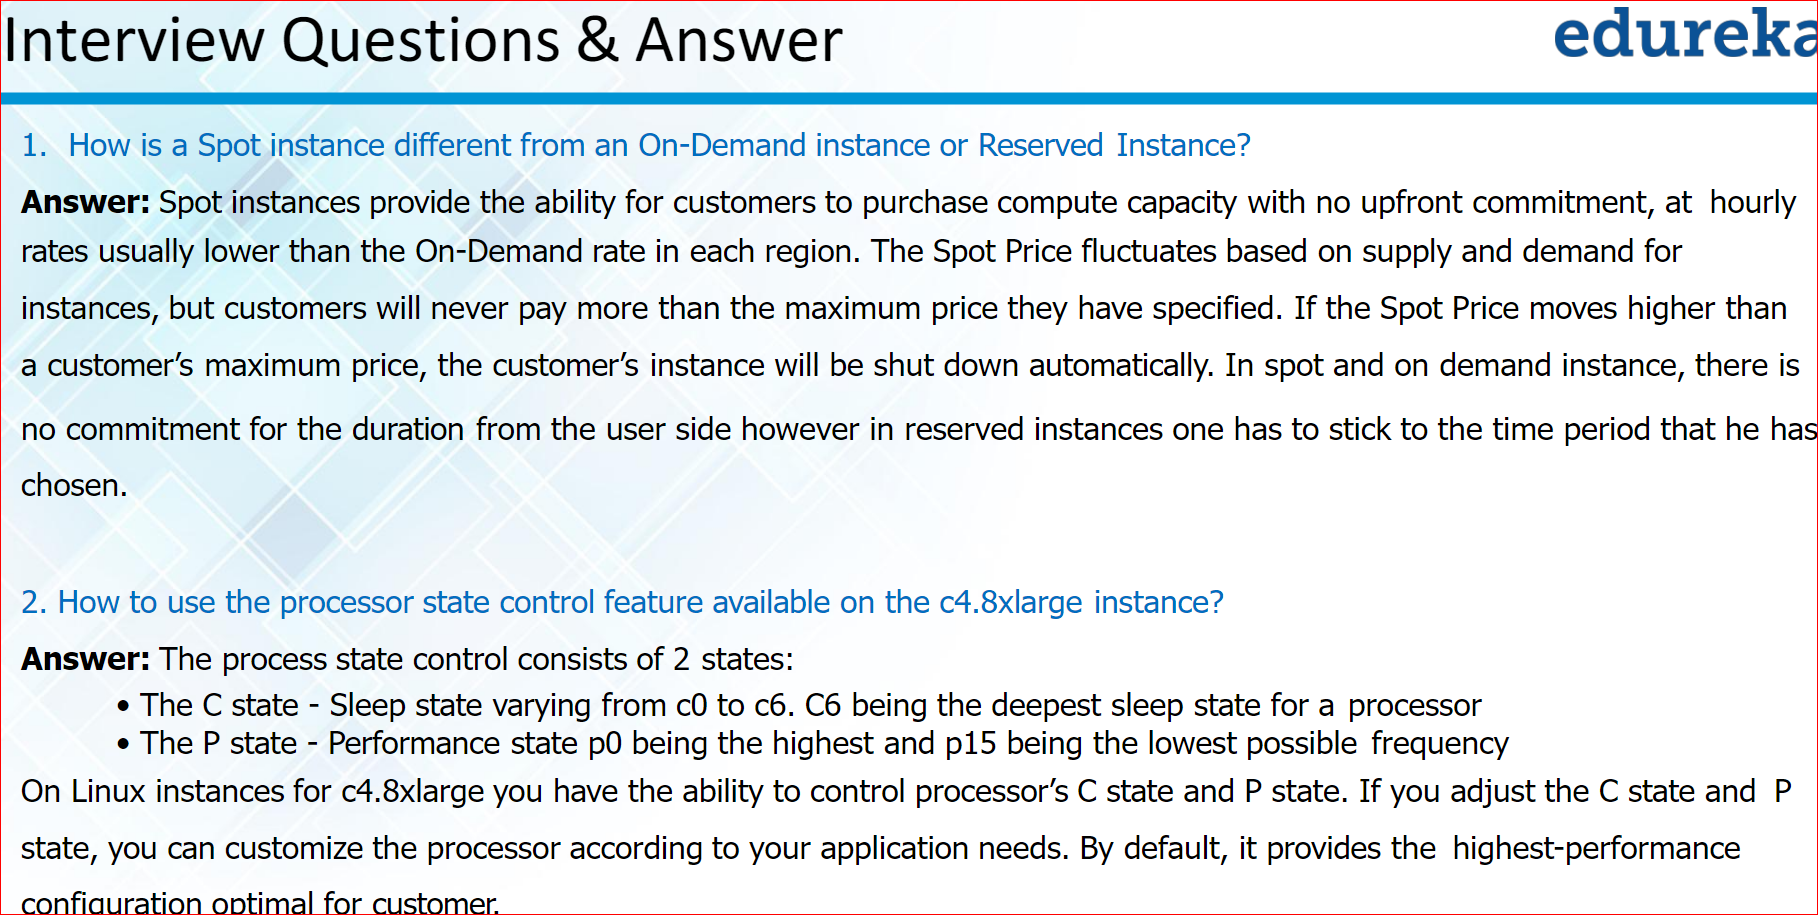 Interview Questions & Answer
edureka
1. How is a Spot instance different from an On-Demand instance or Reserved Instance?
Answer: Spot instances provide the ability for customers to purchase compute capacity with no upfront commitment, at hourly
rates usually lower than the On-Demand rate in each region. The Spot Price fluctuates based on supply and demand for
instances, but customers will never pay more than the maximum price they have specified. If the Spot Price moves higher than
a customer’s maximum price, the customer’s instance will be shut down automatically. In spot and on demand instance, there is
no commitment for the duration from the user side however in reserved instances one has to stick to the time period that he has
chosen.
2. How to use the processor state control feature available on the c4.8xlarge instance?
Answer: The process state control consists of 2 states:
• The C state - Sleep state varying from c0 to c6. C6 being the deepest sleep state for a processor
• The P state - Performance state p0 being the highest and p15 being the lowest possible frequency
On Linux instances for c4.8xlarge you have the ability to control processor’s C state and P state. If you adjust the C state and P
state, you can customize the processor according to your application needs. By default, it provides the highest-performance
configuration optimal for customer.